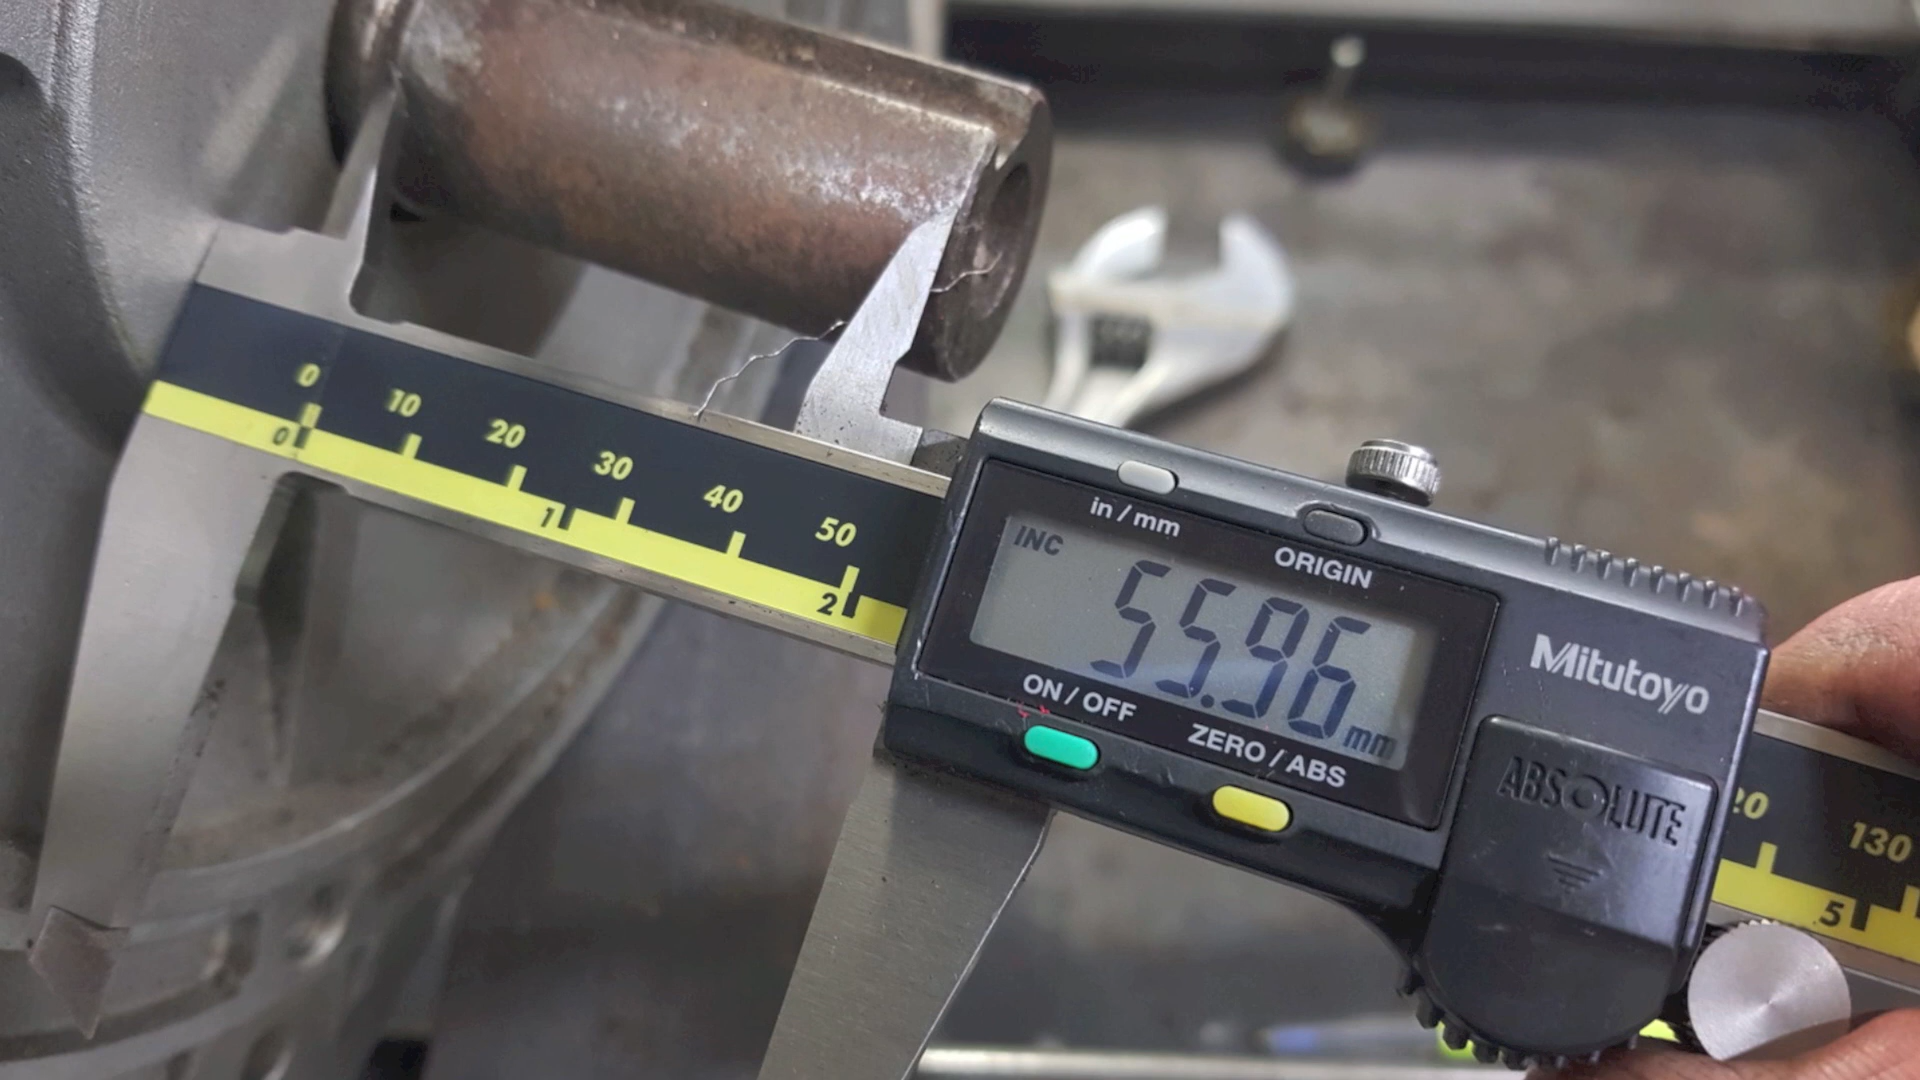 0 10 20 30 40 50
0 1 2
in/mm
ORIGIN
INC
55.96 mm
ON/OFF
ZERO/ABS
Mitutoyo
ABSOLUTE
20 130
5